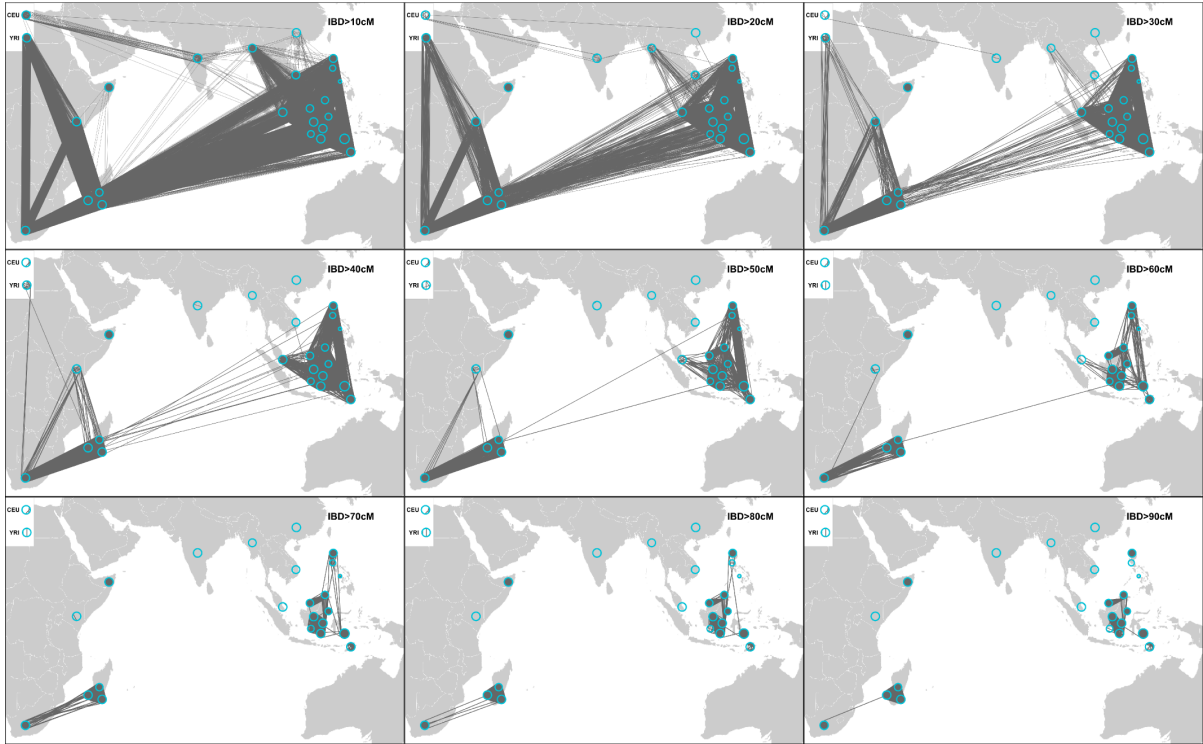 CEU
IBD>10cM
YRI
CEU
IBD>20cM
YRI
CEU
IBD>30cM
YRI
CEU
IBD>40cM
YRI
CEU
IBD>50cM
YRI
CEU
IBD>60cM
YRI
CEU
IBD>70cM
YRI
CEU
IBD>80cM
YRI
CEU
IBD>90cM
YRI